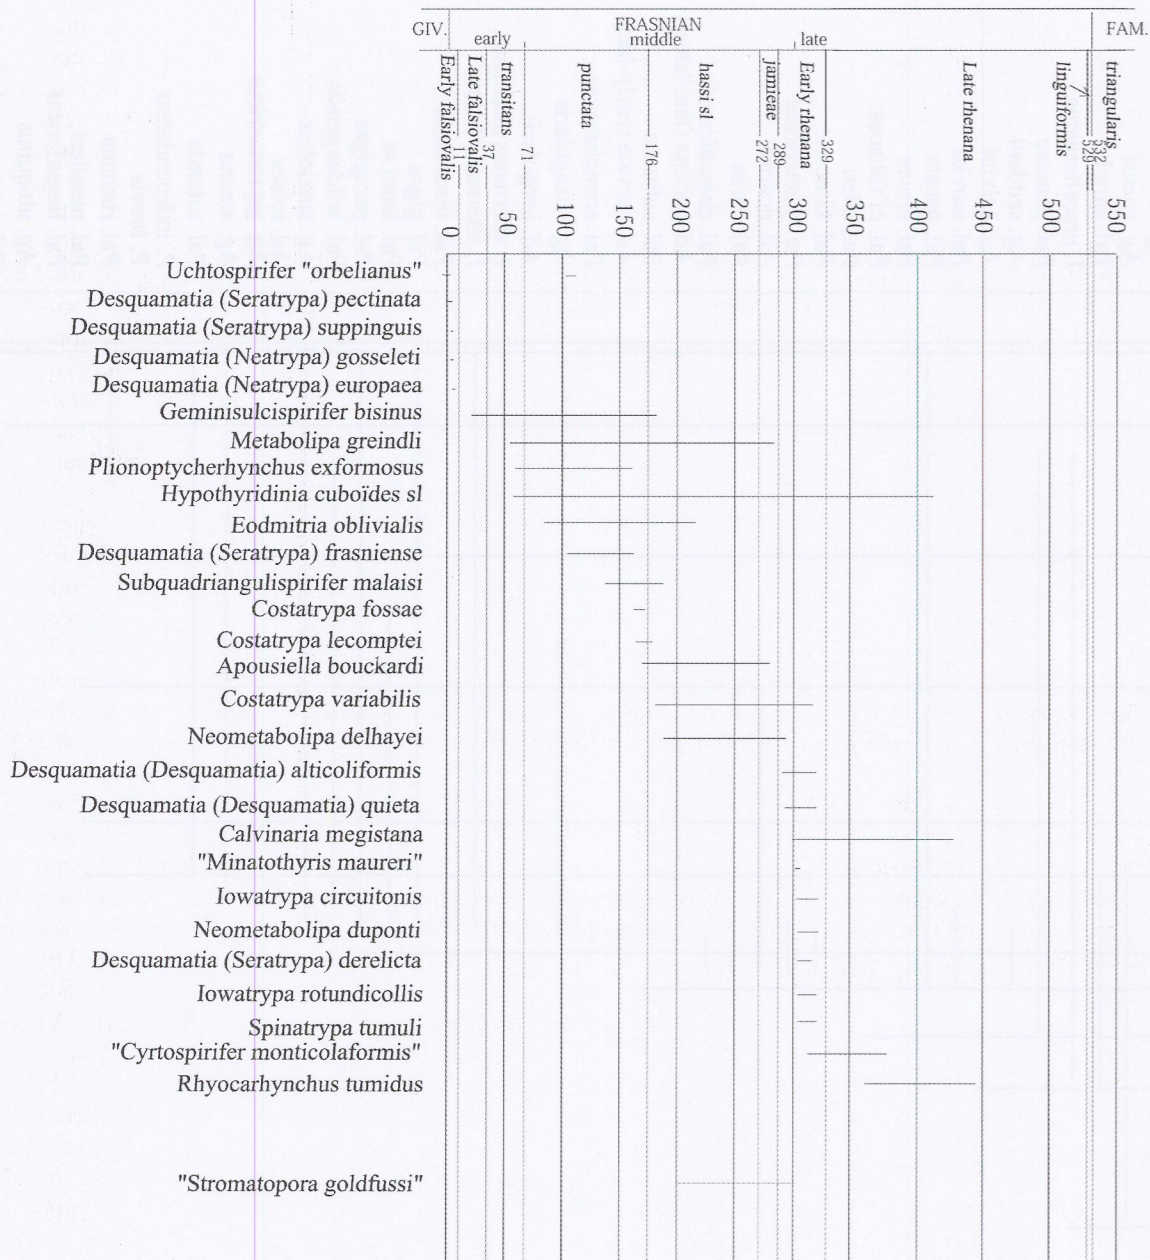 GIV. FRASNIAN FAM.
early middle late
Early falsiovalis
Late falsiovalis
transitans
punctata
hassi sl
Jamieae
Early rhenana
Late rhenana
linguiformis
triangularis
11 37 71 176 272 289 329 529 532
0 50 100 150 200 250 300 350 400 450 500 550
Uchtospirifer "orbelianus"
Desquamatia (Seratrypa) pectinata
Desquamatia (Seratrypa) suppinguis
Desquamatia (Neatrypa) gosseleti
Desquamatia (Neatrypa) europaea
Geminisulcispirifer bisinus
Metabolipa greindli
Plionoptycherhynchus exformosus
Hypothyridinia cuboïdes sl
Eodmitria oblivialis
Desquamatia (Seratrypa) frasniense
Subquadriangulispirifer malaisi
Costatrypa fossae
Costatrypa lecomptei
Apousiella bouckardi
Costatrypa variabilis
Neometabolipa delhayei
Desquamatia (Desquamatia) alticoliformis
Desquamatia (Desquamatia) quieta
Calvinaria megistana
"Minatothyris maureri"
Iowatrypa circuitonis
Neometabolipa duponti
Desquamatia (Seratrypa) derelicta
Iowatrypa rotundicollis
Spinatrypa tumuli
"Cyrtospirifer monticolaformis"
Rhyocarhynchus tumidus
"Stromatopora goldfussi"